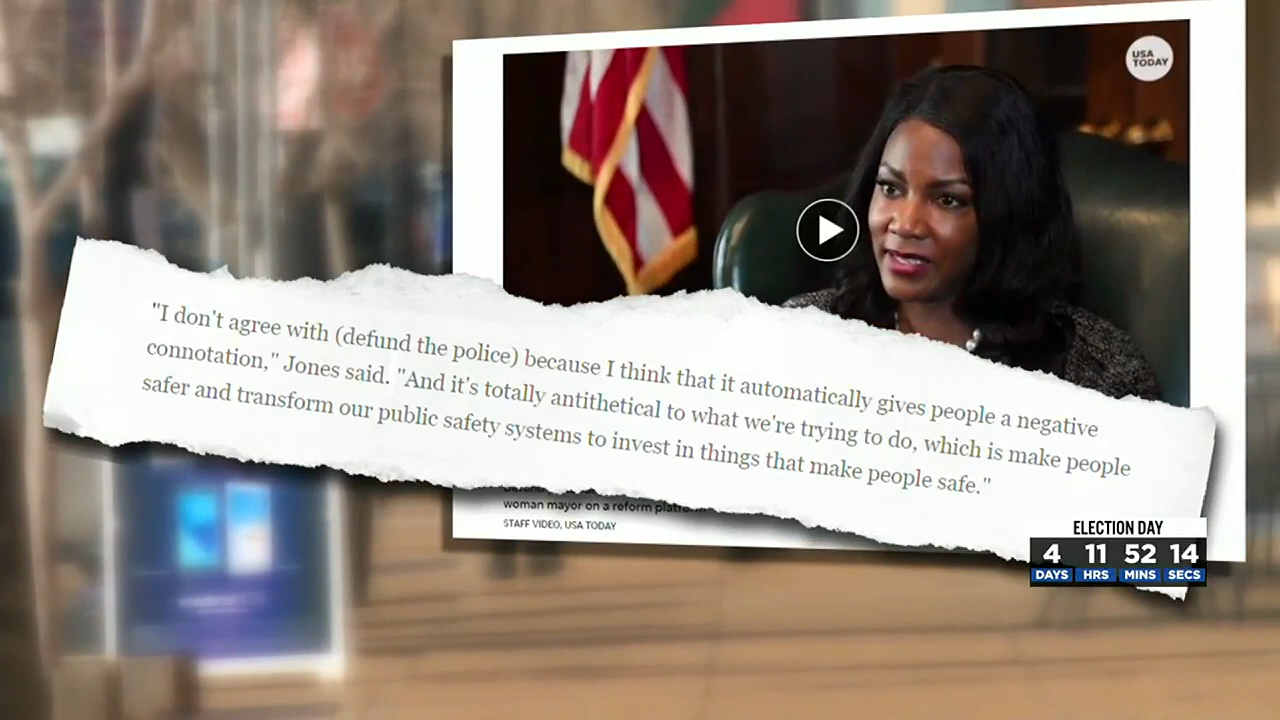 USA
TODAY
"I don't agree with (defund the police) because I think that it automatically gives people a negative
connotation," Jones said. "And it's totally antithetical to what we're trying to do, which is make people
safer and transform our public safety systems to invest in things that make people safe."
woman mayor on a reform
STAFF VIDEO, USA TODAY
ELECTION DAY
4 11 52 14
DAYS HRS MINS SECS